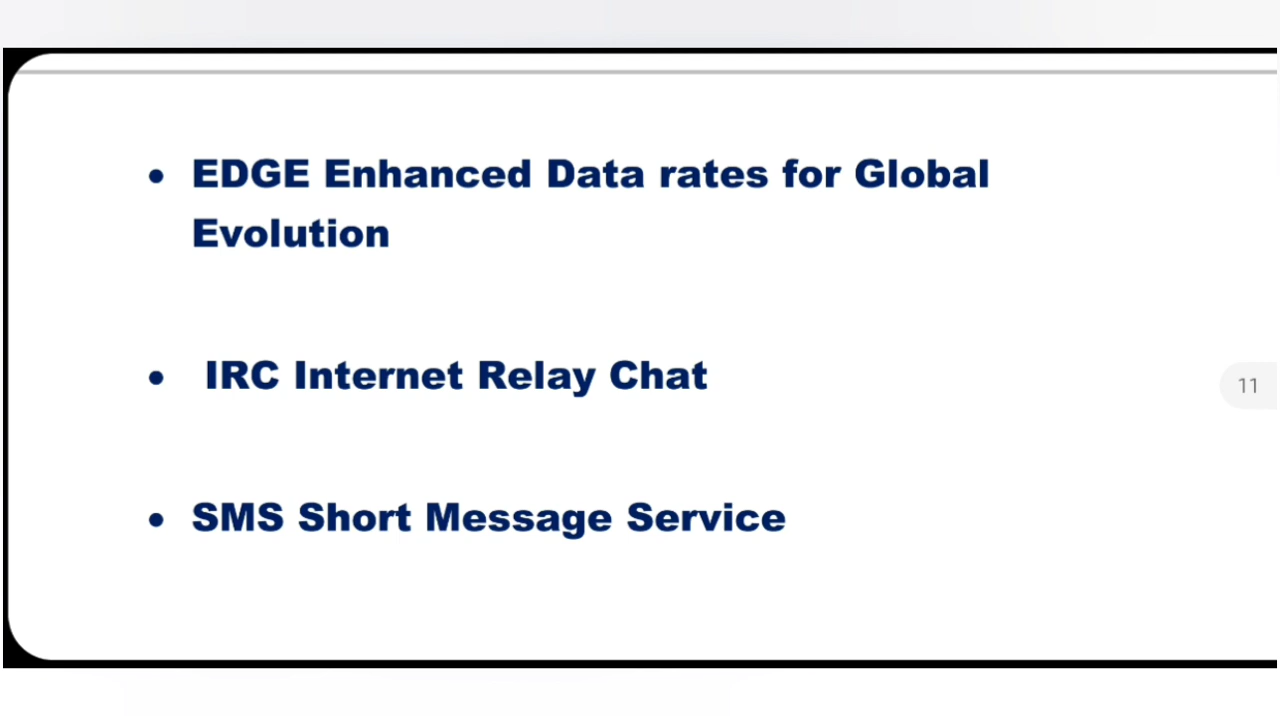 • EDGE Enhanced Data rates for Global
Evolution
• IRC Internet Relay Chat
11
• SMS Short Message Service